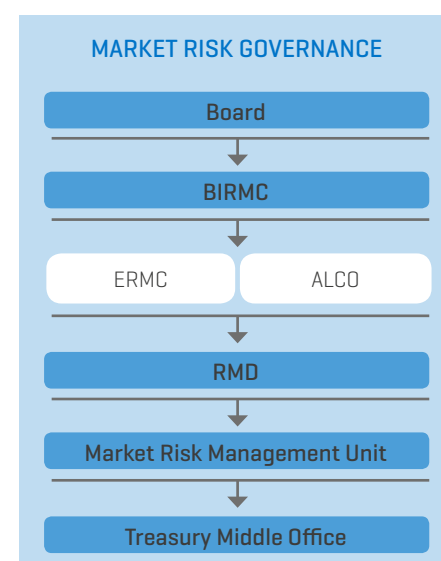 MARKET RISK GOVERNANCE
Board
BIRMC
ERMC
ALCO
RMD
Market Risk Management Unit
Treasury Middle Office